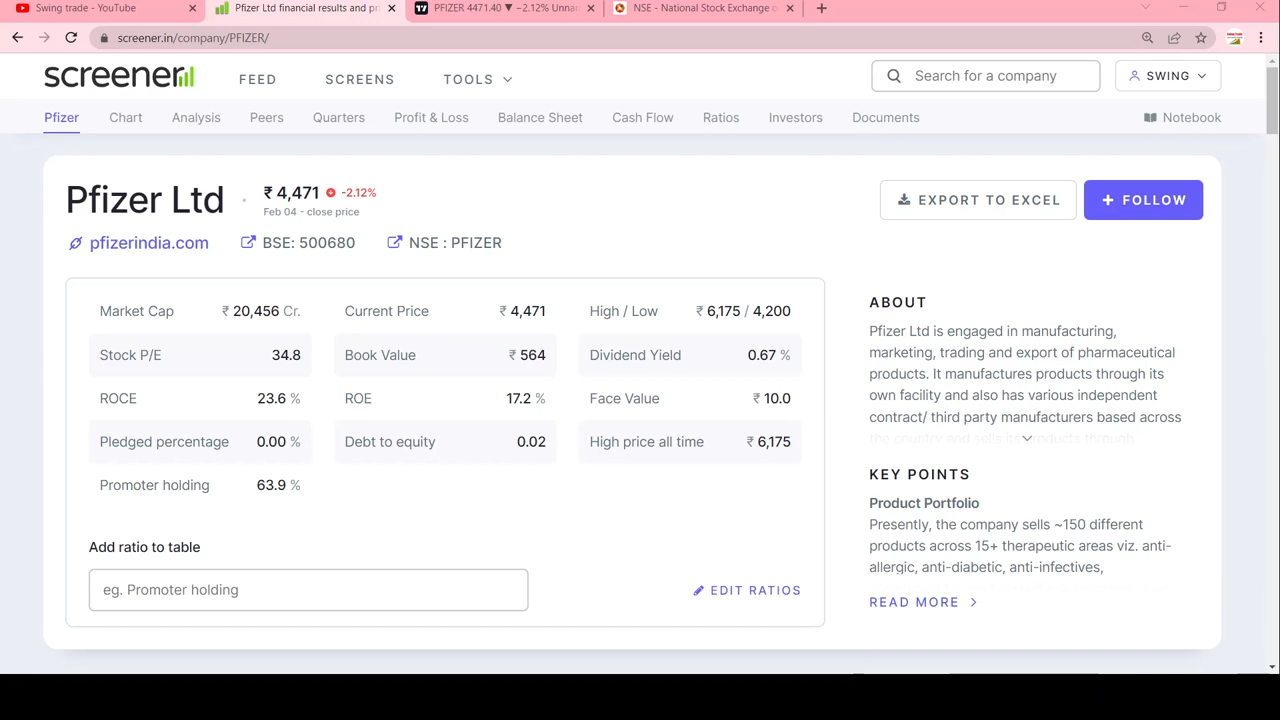 Swing trade - YouTube
Pfizer Ltd financial results and pr
PFIZER 4471.40 ▼ −2.12% Unnar
NSE - National Stock Exchange o
screener.in/company/PFIZER/
screener
FEED
SCREENS
TOOLS
Search for a company
SWING
Pfizer
Chart
Analysis
Peers
Quarters
Profit & Loss
Balance Sheet
Cash Flow
Ratios
Investors
Documents
Notebook
Pfizer Ltd
₹ 4,471
-2.12%
Feb 04 - close price
EXPORT TO EXCEL
+ FOLLOW
pfizerindia.com
BSE: 500680
NSE : PFIZER
Market Cap ₹ 20,456 Cr.
Current Price ₹ 4,471
High / Low ₹ 6,175 / 4,200
Stock P/E 34.8
Book Value ₹ 564
Dividend Yield 0.67 %
ROCE 23.6 %
ROE 17.2 %
Face Value ₹ 10.0
Pledged percentage 0.00 %
Debt to equity 0.02
High price all time ₹ 6,175
Promoter holding 63.9 %
Add ratio to table
eg. Promoter holding
EDIT RATIOS
ABOUT
Pfizer Ltd is engaged in manufacturing,
marketing, trading and export of pharmaceutical
products. It manufactures products through its
own facility and also has various independent
contract/ third party manufacturers based across
the country and sells its products through
KEY POINTS
Product Portfolio
Presently, the company sells ~150 different
products across 15+ therapeutic areas viz. anti-
allergic, anti-diabetic, anti-infectives,
READ MORE